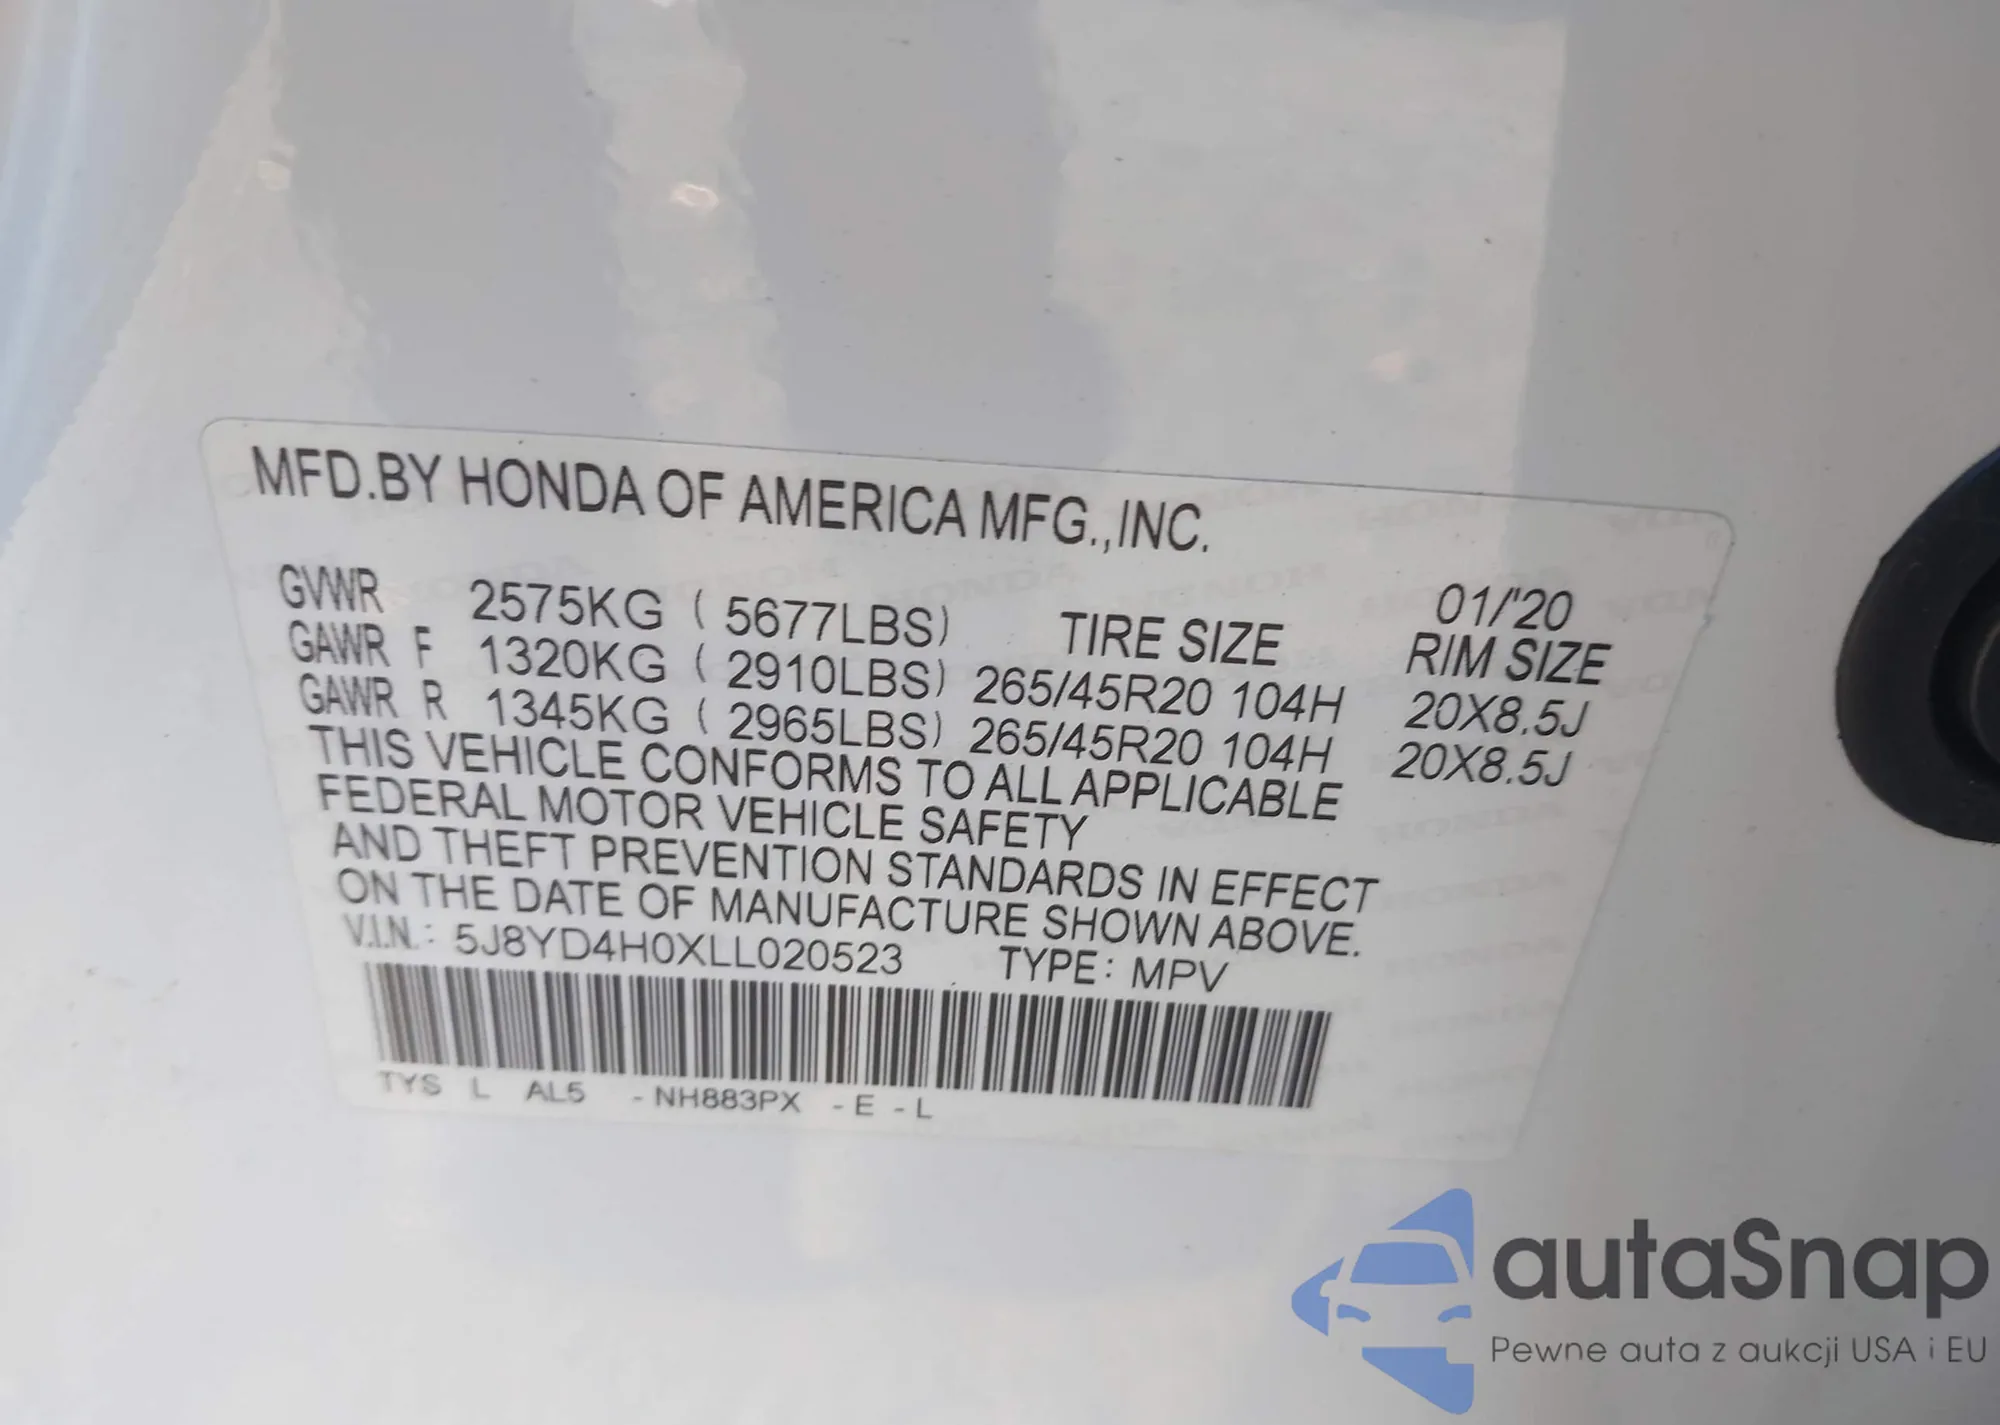 MFD.BY HONDA OF AMERICA MFG.,INC.
01/'20
GVWR 2575KG ( 5677LBS) TIRE SIZE RIM SIZE
GAWR F 1320KG ( 2910LBS) 265/45R20 104H 20X8.5J
GAWR R 1345KG ( 2965LBS) 265/45R20 104H 20X8.5J
THIS VEHICLE CONFORMS TO ALL APPLICABLE
FEDERAL MOTOR VEHICLE SAFETY
AND THEFT PREVENTION STANDARDS IN EFFECT
ON THE DATE OF MANUFACTURE SHOWN ABOVE.
V.I.N.: 5J8YD4H0XLL020523 TYPE: MPV
TYS L AL5 - NH883PX - E - L
autaSnap
Pewne auta z aukcji USA i EU